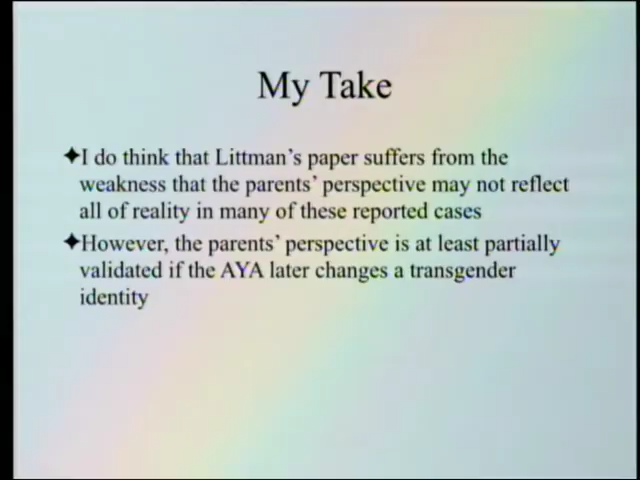 My Take
✦I do think that Littman's paper suffers from the
weakness that the parents' perspective may not reflect
all of reality in many of these reported cases
✦However, the parents' perspective is at least partially
validated if the AYA later changes a transgender
identity